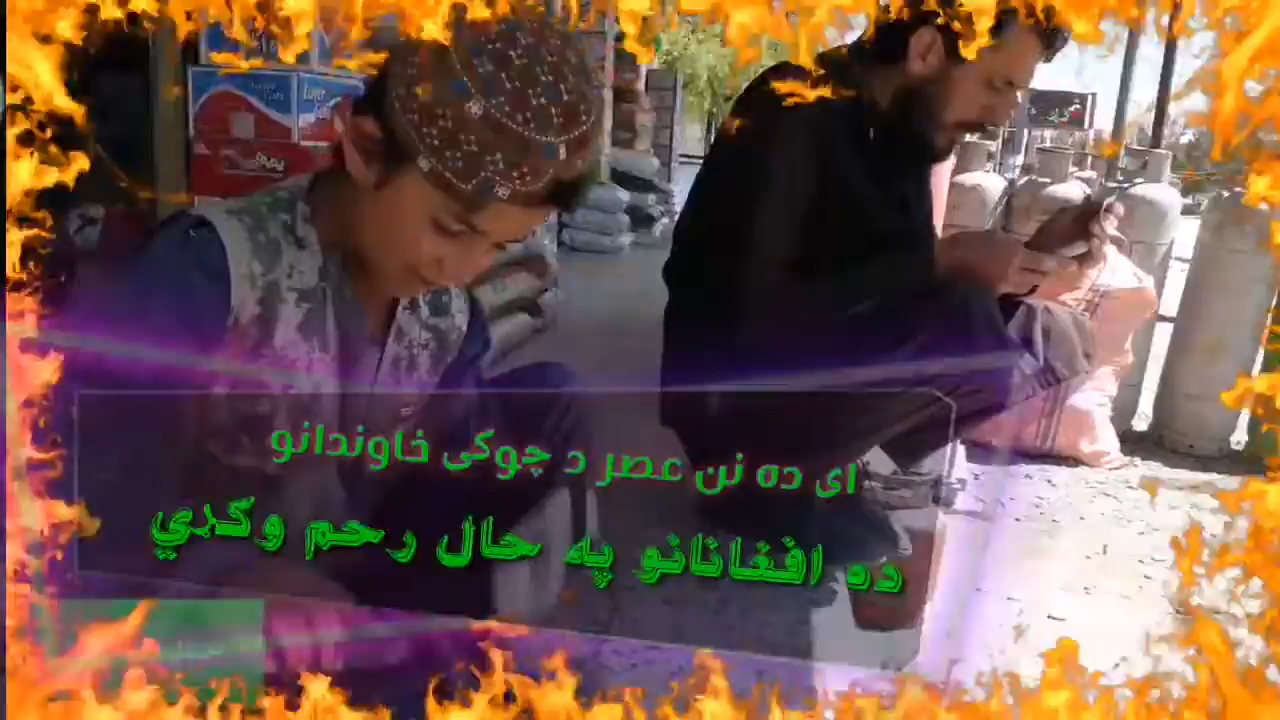 ای ده نن عصر د چوکی خاوندانو
ده افغانانو په حال رحم وکړي